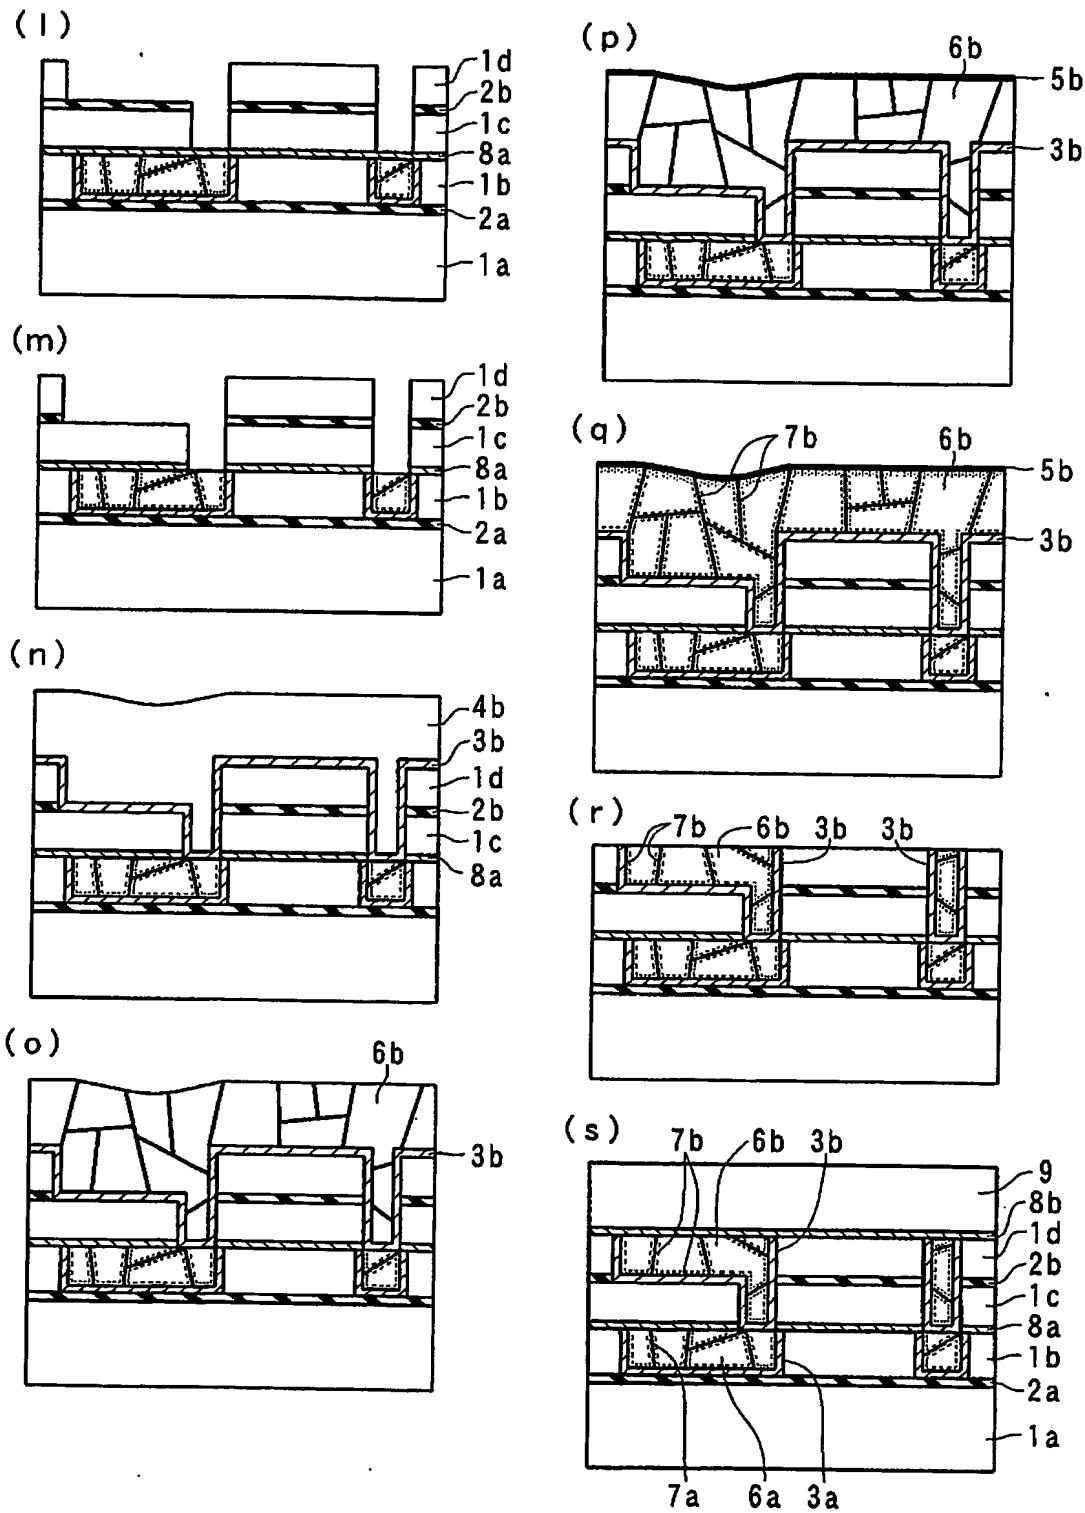 (l)
1d
2b
1c
8a
1b
2a
1a
(m)
1d
2b
1c
8a
1b
2a
1a
(n)
4b
3b
1d
2b
1c
8a
(o)
6b
3b
(p)
6b
5b
3b
(q)
7b
6b
5b
3b
(r)
7b
6b
3b
3b
(s)
7b
6b
3b
9
8b
1d
2b
1c
8a
1b
2a
1a
7a
6a
3a